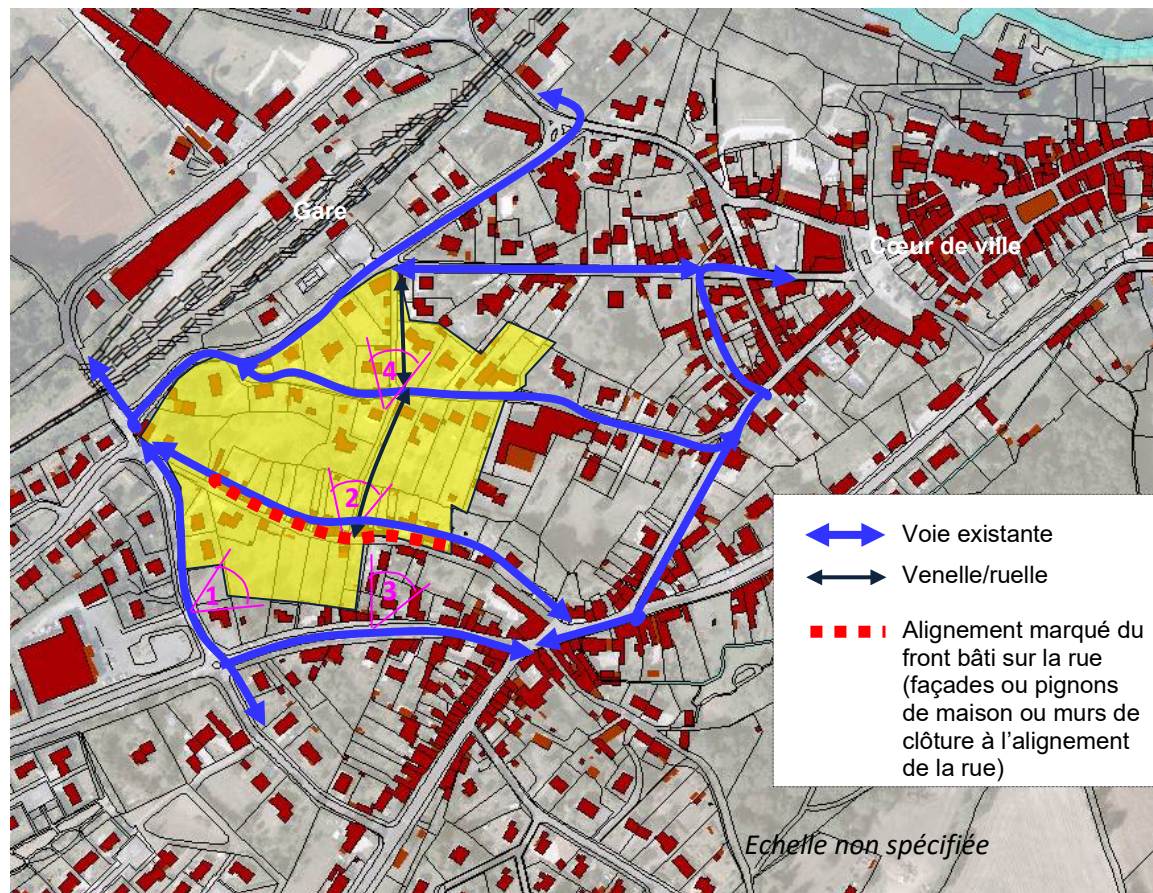 Gare
Cœur de ville
4
2
1
3
Voie existante
Venelle/ruelle
Alignement marqué du
front bâti sur la rue
(façades ou pignons
de maison ou murs de
clôture à l’alignement
de la rue)
Echelle non spécifiée